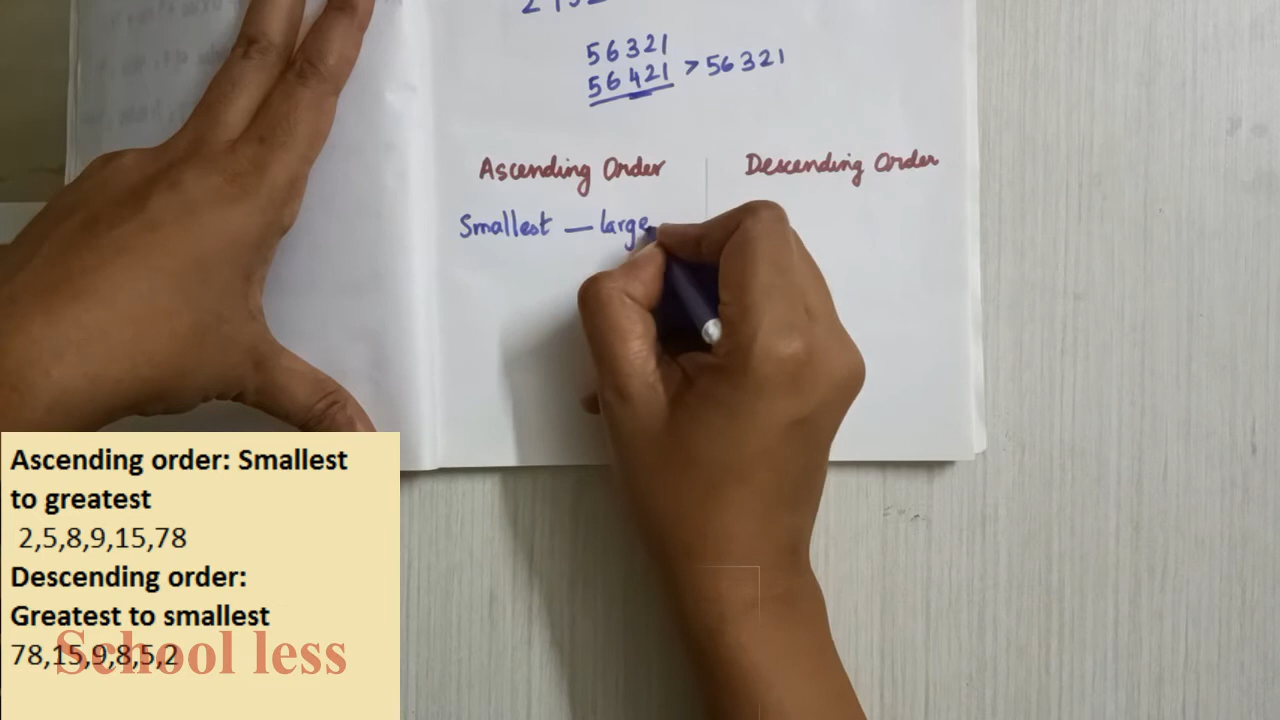 56321
56421 > 56321
Ascending Order
Descending Order
Smallest — large
Ascending order: Smallest
to greatest
2,5,8,9,15,78
Descending order:
Greatest to smallest
78,15,9,8,5,2
School less